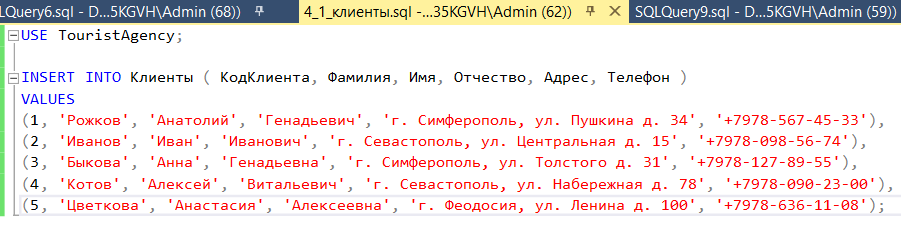 LQuery6.sql - D...5KGVH\Admin (68)) 4_1_клиенты.sql -...35KGVH\Admin (62)) SQLQuery9.sql - D...5KGVH\Admin (59))
USE TouristAgency;
INSERT INTO Клиенты ( КодКлиента, Фамилия, Имя, Отчество, Адрес, Телефон )
VALUES
(1, 'Рожков', 'Анатолий', 'Генадьевич', 'г. Симферополь, ул. Пушкина д. 34', '+7978-567-45-33'),
(2, 'Иванов', 'Иван', 'Иванович', 'г. Севастополь, ул. Центральная д. 15', '+7978-098-56-74'),
(3, 'Быкова', 'Анна', 'Генадьевна', 'г. Симферополь, ул. Толстого д. 31', '+7978-127-89-55'),
(4, 'Котов', 'Алексей', 'Витальевич', 'г. Севастополь, ул. Набережная д. 78', '+7978-090-23-00'),
(5, 'Цветкова', 'Анастасия', 'Алексеевна', 'г. Феодосия, ул. Ленина д. 100', '+7978-636-11-08');